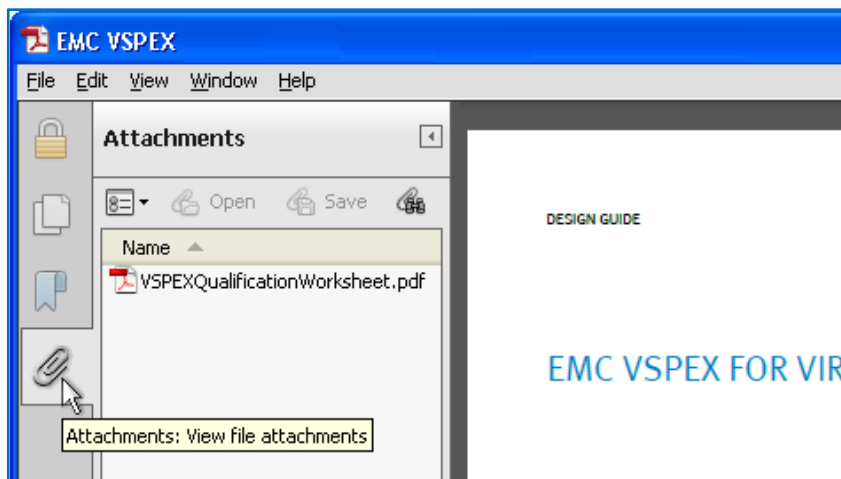 EMC VSPEX
File Edit View Window Help
Attachments
Open Save
DESIGN GUIDE
Name
VSPEXQualificationWorksheet.pdf
EMC VSPEX FOR VIR
Attachments: View file attachments